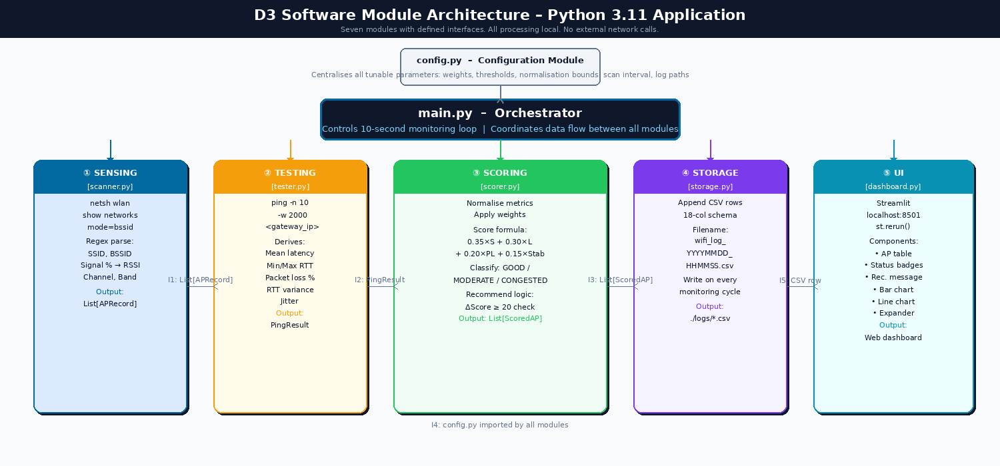 D3 Software Module Architecture – Python 3.11 Application
Seven modules with defined interfaces. All processing local. No external network calls.
config.py – Configuration Module
Centralises all tunable parameters: weights, thresholds, normalisation bounds, scan interval, log paths
main.py – Orchestrator
Controls 10-second monitoring loop | Coordinates data flow between all modules
① SENSING
[scanner.py]
netsh wlan
show networks
mode=bssid
Regex parse:
SSID, BSSID
Signal % → RSSI
Channel, Band
Output:
List[APRecord]
I1: List[APRecord]
② TESTING
[tester.py]
ping -n 10
-w 2000
<gateway_ip>
Derives:
Mean latency
Min/Max RTT
Packet loss %
RTT variance
Jitter
Output:
PingResult
I2: PingResult
③ SCORING
[scorer.py]
Normalise metrics
Apply weights
Score formula:
0.35×S + 0.30×L
+ 0.20×PL + 0.15×Stab
Classify: GOOD /
MODERATE / CONGESTED
Recommend logic:
ΔScore ≥ 20 check
Output: List[ScoredAP]
I3: List[ScoredAP]
④ STORAGE
[storage.py]
Append CSV rows
18-col schema
Filename:
wifi_log_
YYYYMMDD_
HHMMSS.csv
Write on every
monitoring cycle
Output:
./logs/*.csv
I5: CSV row
⑤ UI
[dashboard.py]
Streamlit
localhost:8501
st.rerun()
Components:
• AP table
• Status badges
• Rec. message
• Bar chart
• Line chart
• Expander
Output:
Web dashboard
I4: config.py imported by all modules